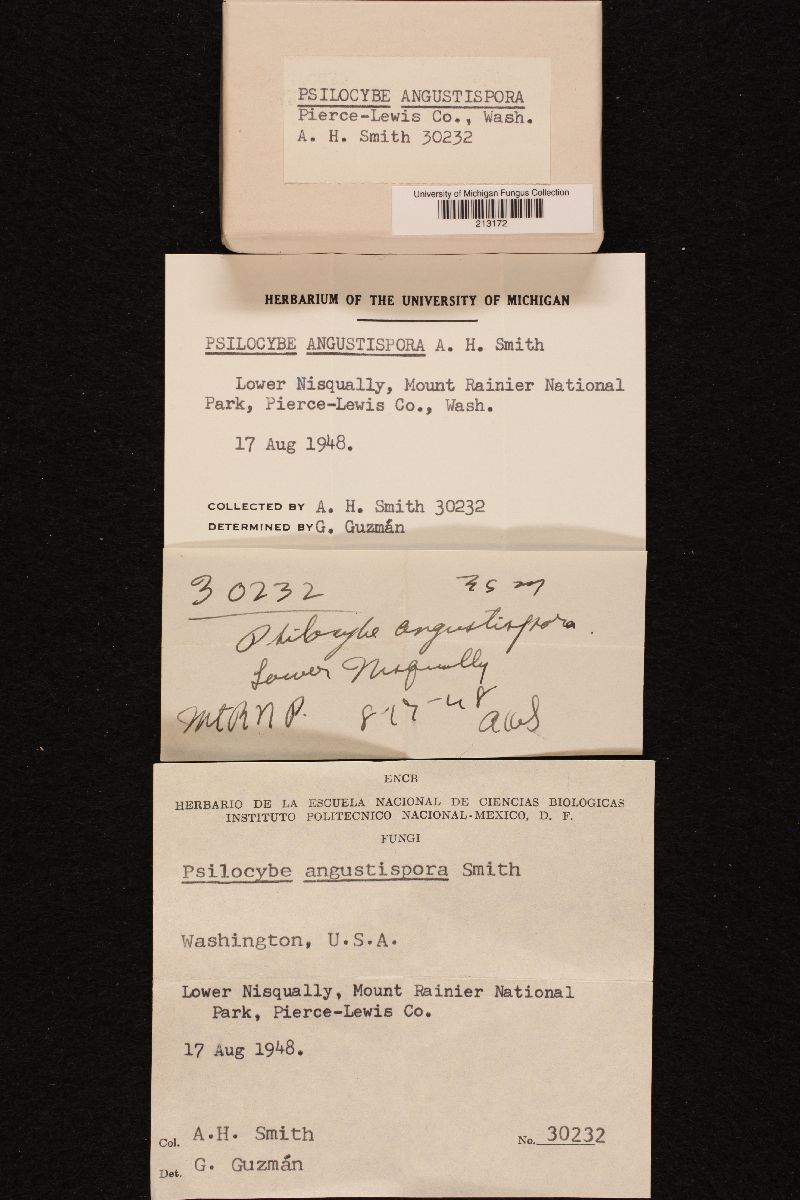 PSILOCYBE ANGUSTISPORA
Pierce-Lewis Co., Wash.
A. H. Smith 30232
University of Michigan Fungus Collection
213172
HERBARIUM OF THE UNIVERSITY OF MICHIGAN
PSILOCYBE ANGUSTISPORA A. H. Smith
Lower Nisqually, Mount Rainier National
Park, Pierce-Lewis Co., Wash.
17 Aug 1948.
COLLECTED BY A. H. Smith 30232
DETERMINED BY G. Guzmán
30232
Psilocybe angustispora.
Lower Nisqually
Mt R N P. 8-17-48
ENCB
HERBARIO DE LA ESCUELA NACIONAL DE CIENCIAS BIOLOGICAS
INSTITUTO POLITECNICO NACIONAL-MEXICO, D. F.
FUNGI
Psilocybe angustispora Smith
Washington, U.S.A.
Lower Nisqually, Mount Rainier National
Park, Pierce-Lewis Co.
17 Aug 1948.
Col. A.H. Smith No. 30232
Det. G. Guzmán